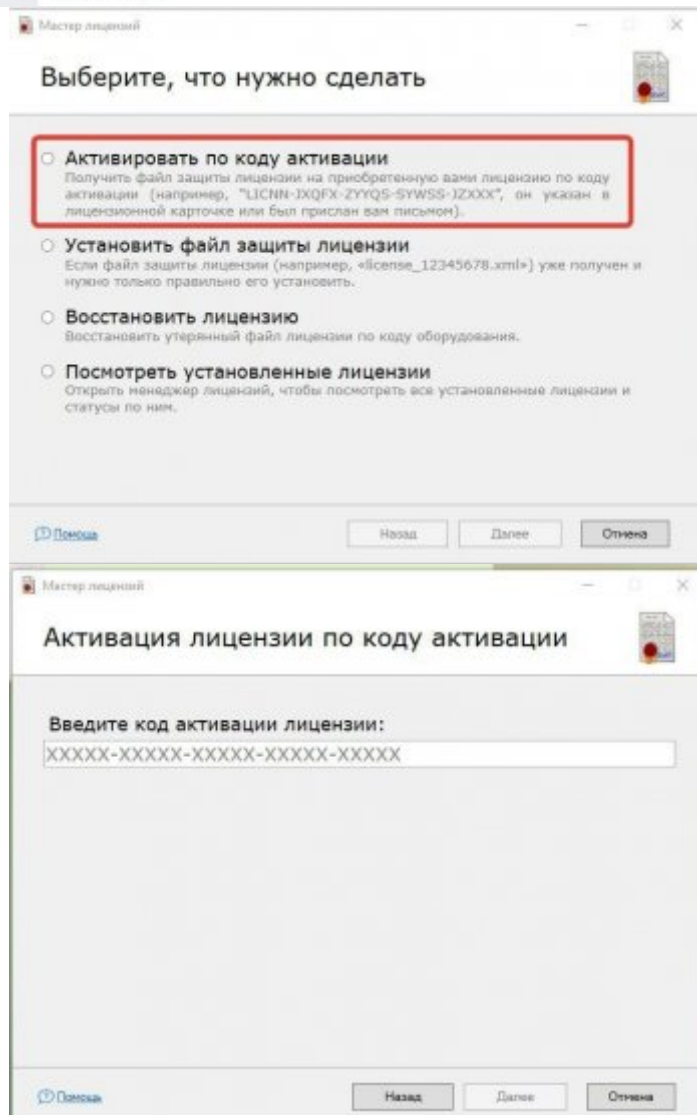 Мастер лицензий
Выберите, что нужно сделать
Активировать по коду активации
Получить файл защиты лицензии на приобретенную вами лицензию по коду
активации (например, "LICNN-JXQFX-ZYYQS-SYWSS-JZXXX", он указан в
лицензионной карточке или был прислан вам письмом).
Установить файл защиты лицензии
Если файл защиты лицензии (например, «license_12345678.xml») уже получен и
нужно только правильно его установить.
Восстановить лицензию
Восстановить утерянный файл лицензии по коду оборудования.
Посмотреть установленные лицензии
Открыть менеджер лицензий, чтобы посмотреть все установленные лицензии и
статусы по ним.
Помощь Назад Далее Отмена
Мастер лицензий
Активация лицензии по коду активации
Введите код активации лицензии:
XXXXX-XXXXX-XXXXX-XXXXX-XXXXX
Помощь Назад Далее Отмена